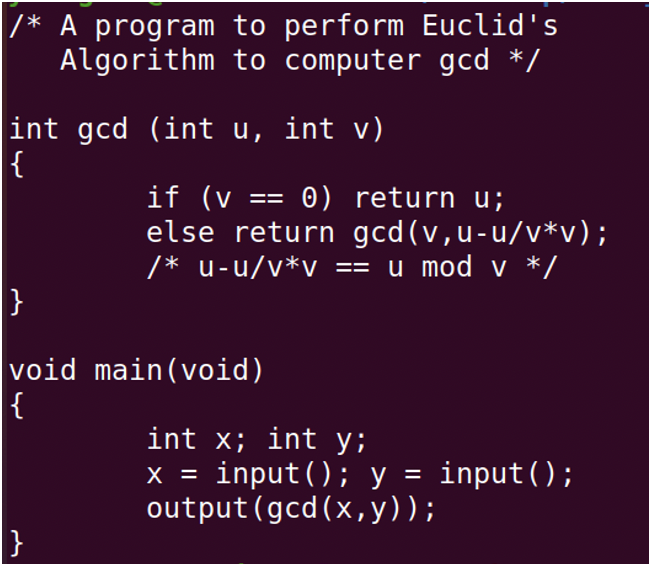 /* A program to perform Euclid's
   Algorithm to computer gcd */

int gcd (int u, int v)
{
        if (v == 0) return u;
        else return gcd(v,u-u/v*v);
        /* u-u/v*v == u mod v */
}

void main(void)
{
        int x; int y;
        x = input(); y = input();
        output(gcd(x,y));
}